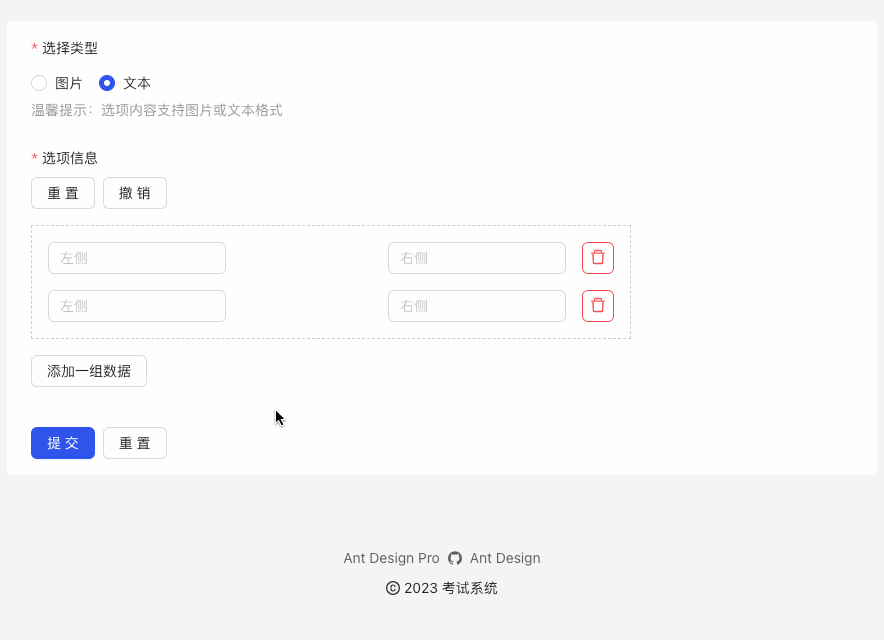 * 选择类型
图片 文本
温馨提示：选项内容支持图片或文本格式
* 选项信息
重 置 撤 销
左侧 右侧
左侧 右侧
添加一组数据
提 交 重 置
Ant Design Pro Ant Design
© 2023 考试系统